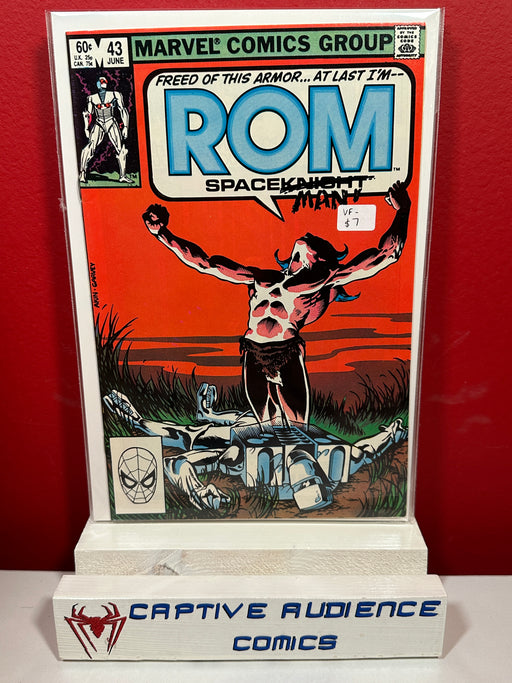 60¢
U.K. 25p
CAN. 75¢
43
JUNE
MARVEL® COMICS GROUP
APPROVED BY THE COMICS CODE AUTHORITY
FREED OF THIS ARMOR... AT LAST I'M--
ROM™
SPACEKNIGHT
MAN!
VF-
$7
CAPTIVE AUDIENCE
COMICS